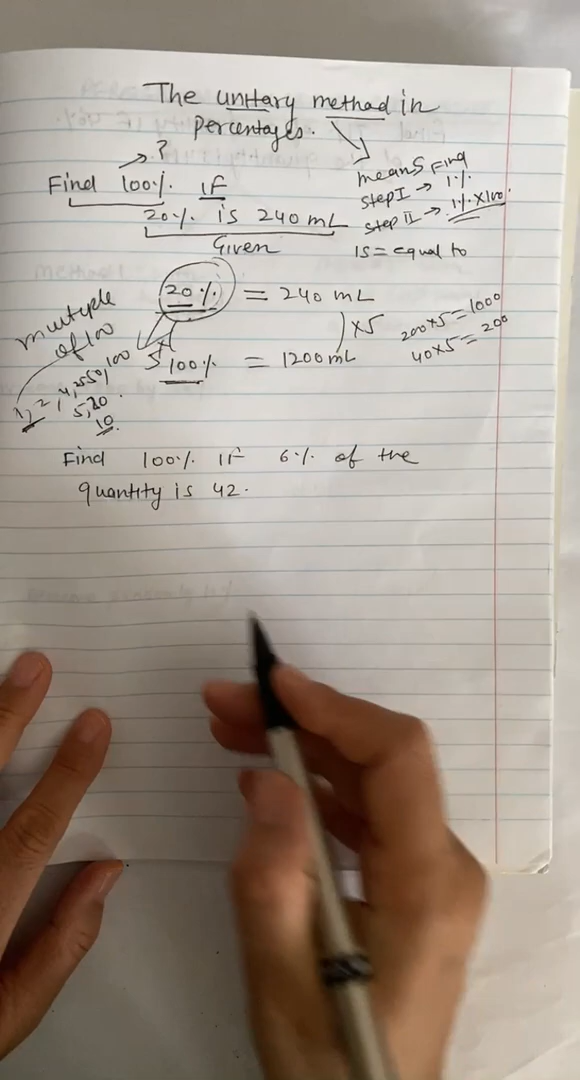 The unitary method in
percentages.
?
Find 100% if
20% is 240 mL
Given
means Find
Step I → 1%
Step II → 1% × 100.
is = equal to
multiple
of 100
1, 2, 4, 25, 50, 100
5, 20
10
20% = 240 mL
×5
5 100% = 1200 mL
200×5 = 1000
40×5 = 200
Find 100% if 6% of the
quantity is 42.